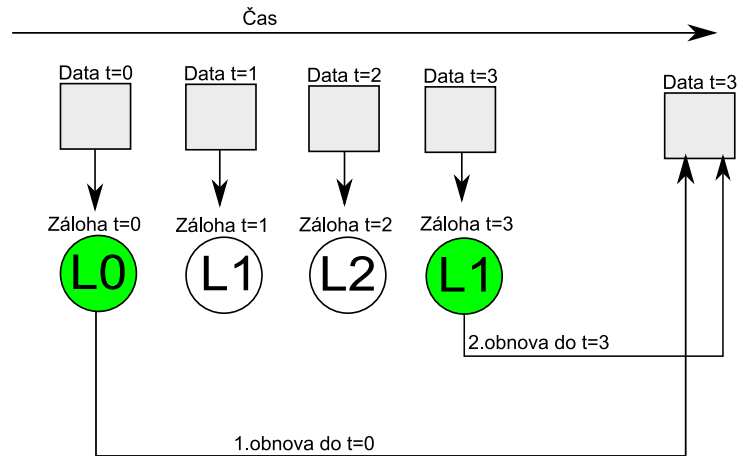 Čas
Data t=0
Data t=1
Data t=2
Data t=3
Data t=3
Záloha t=0
Záloha t=1
Záloha t=2
Záloha t=3
L0
L1
L2
L1
2.obnova do t=3
1.obnova do t=0